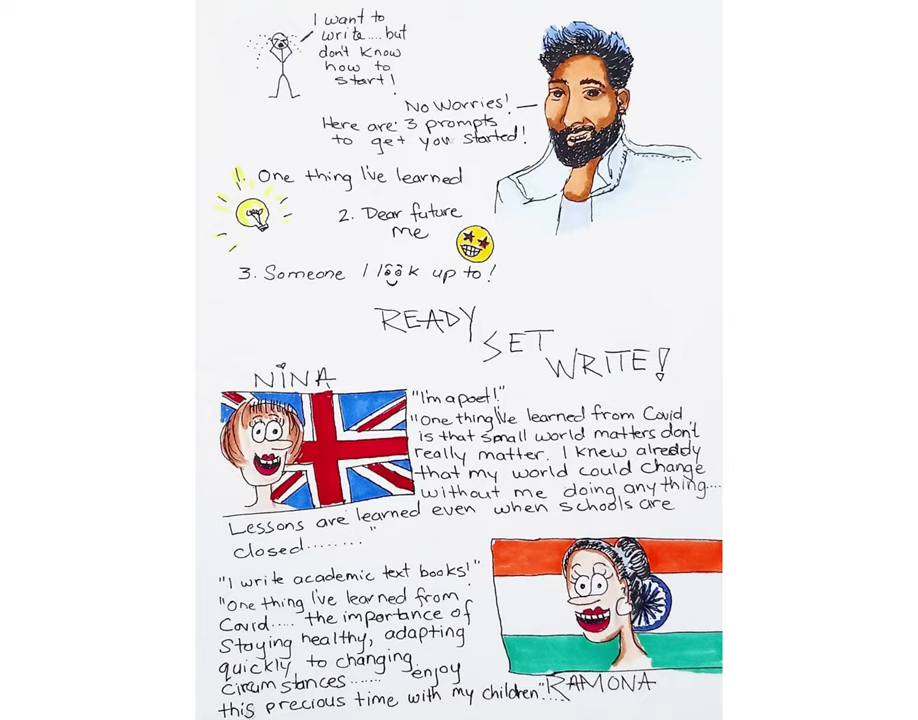 I want to
write....but
don't know
how to
start!
No Worries!
Here are 3 prompts
to get you started!
1. One thing I've learned
2. Dear future
me
3. Someone I look up to!
READY
SET
WRITE!
NINA
"I'm a poet!"
"One thing I've learned from Covid
is that small world matters don't
really matter. I knew already
that my world could change
without me doing anything....
Lessons are learned even when schools are
closed........"
"I write academic text books!"
"One thing I've learned from
Covid..... the importance of
Staying healthy, adapting
quickly to changing
circumstances....... enjoy
this precious time with my children"....
RAMONA